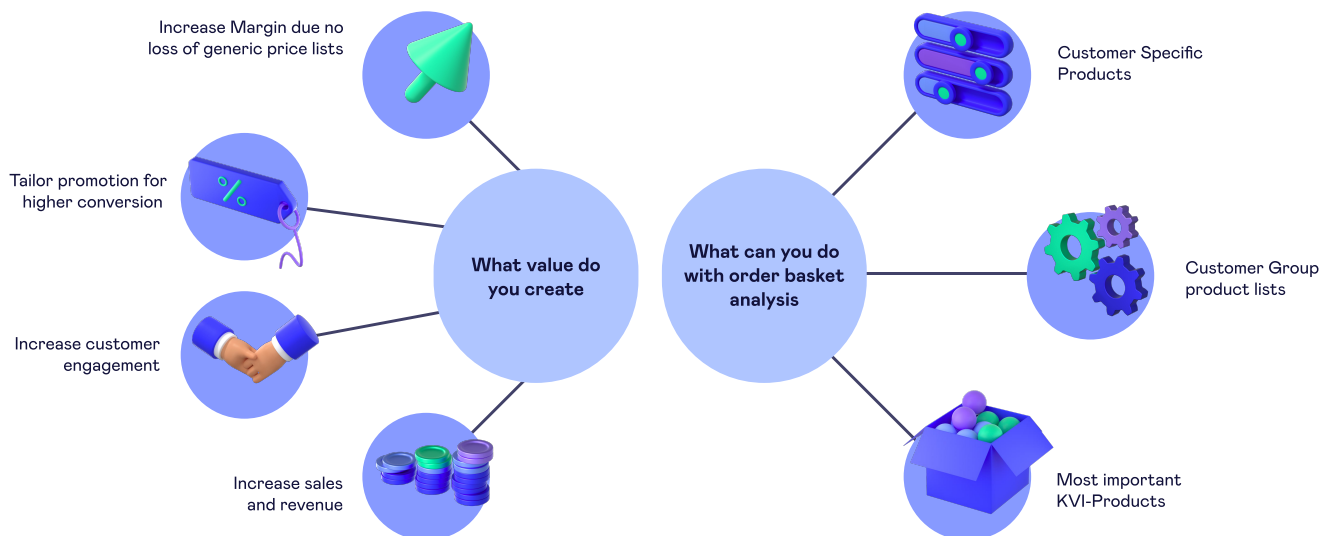 Increase Margin due no
loss of generic price lists
Tailor promotion for
higher conversion
Increase customer
engagement
Increase sales
and revenue
What value do
you create
What can you do
with order basket
analysis
Customer Specific
Products
Customer Group
product lists
Most important
KVI-Products